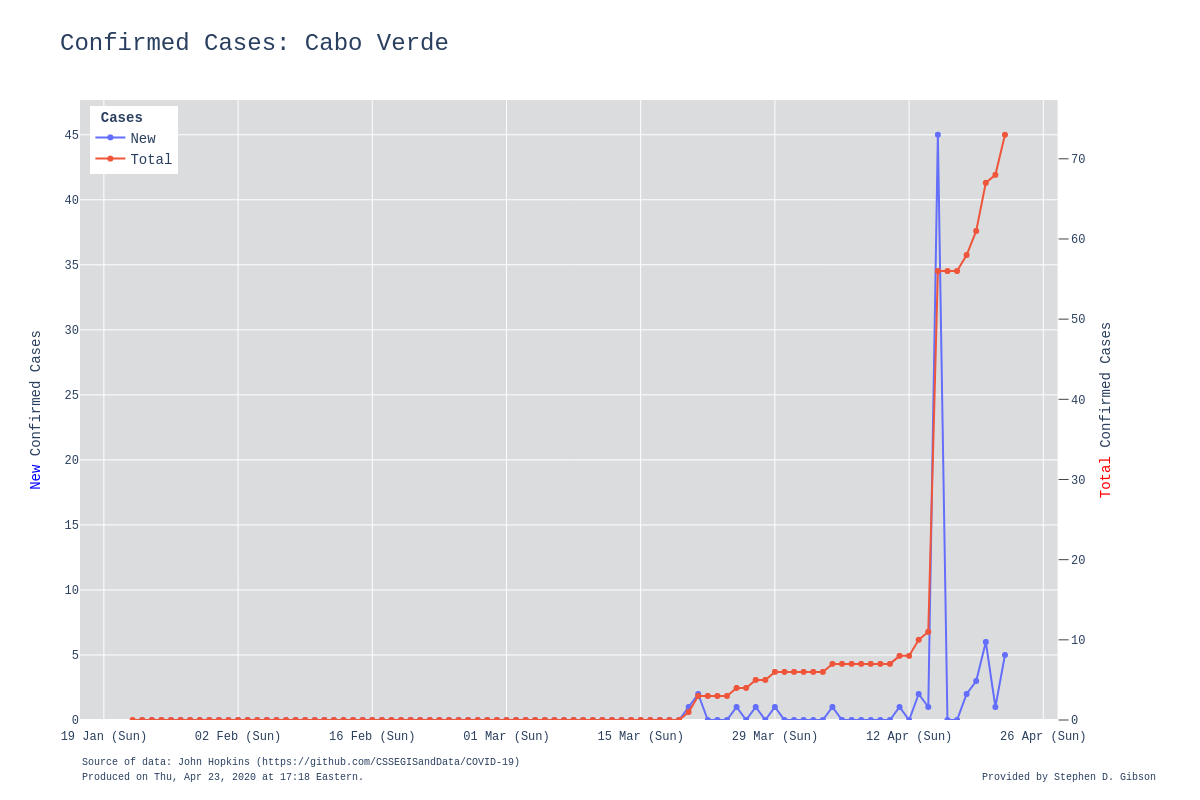 Confirmed Cases: Cabo Verde
Cases
New
Total
45
40
35
30
25
20
15
10
5
0
New Confirmed Cases
70
60
50
40
30
20
10
0
Total Confirmed Cases
19 Jan (Sun) 02 Feb (Sun) 16 Feb (Sun) 01 Mar (Sun) 15 Mar (Sun) 29 Mar (Sun) 12 Apr (Sun) 26 Apr (Sun)
Source of data: John Hopkins (https://github.com/CSSEGISandData/COVID-19)
Produced on Thu, Apr 23, 2020 at 17:18 Eastern.
Provided by Stephen D. Gibson